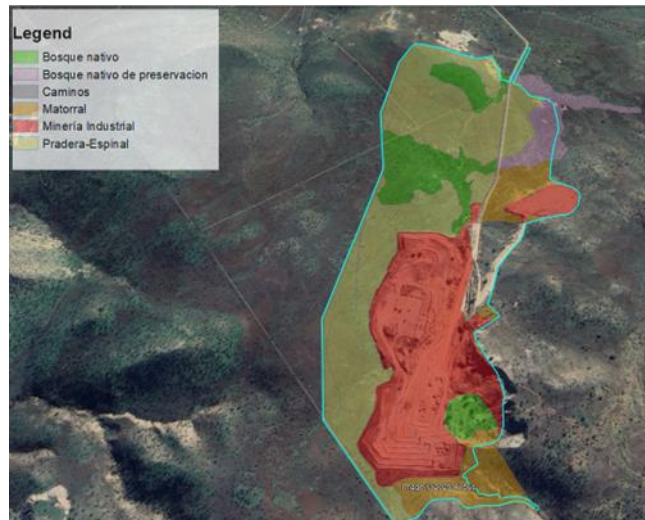 Legend
Bosque nativo
Bosque nativo de preservacion
Caminos
Matorral
Minería Industrial
Pradera-Espinal